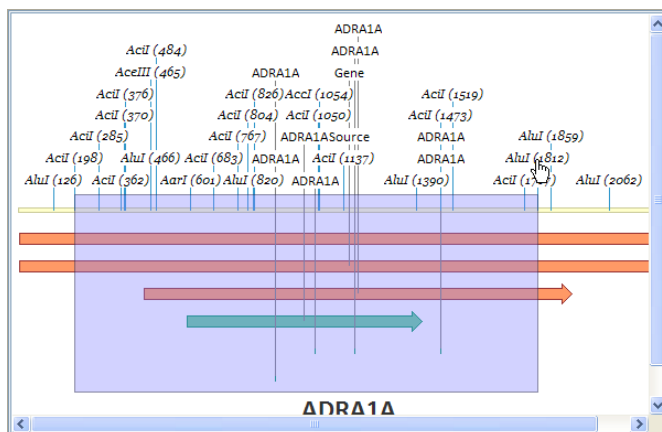 ADRA1A
AciI (484) ADRA1A
AceIII (465) ADRA1A Gene
AciI (376) AciI (826) AccI (1054) AciI (1519)
AciI (370) AciI (804) AciI (1050) AciI (1473)
AciI (285) AciI (767) ADRA1ASource ADRA1A AluI (1859)
AciI (198) AluI (466) AciI (683) ADRA1A AciI (1137) ADRA1A AluI (1812)
AluI (126) AciI (362) AarI (601) AluI (820) ADRA1A AluI (1390) AciI AluI (2062)
ADRA1A